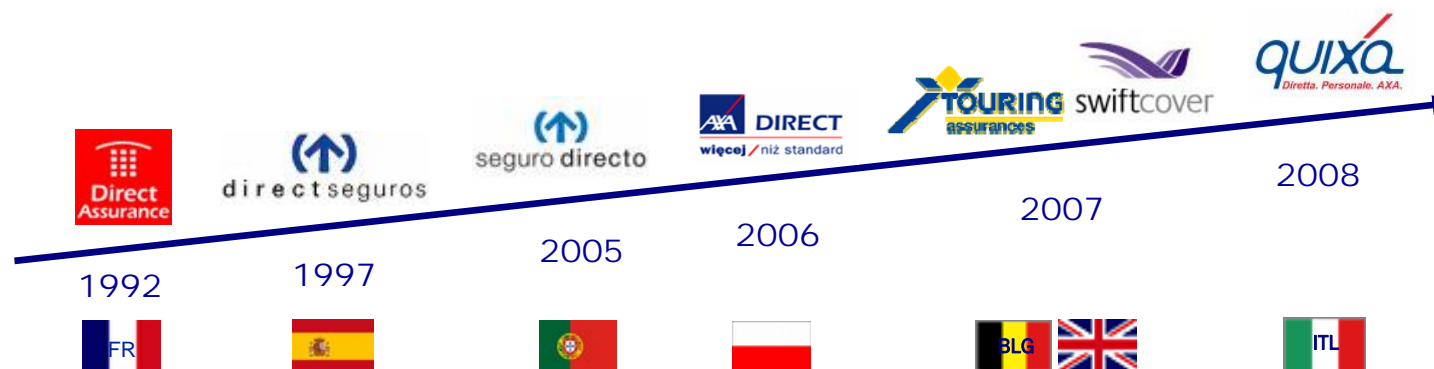 Direct
Assurance
directseguros
seguro directo
AXA DIRECT
więcej / niż standard
TOURING
assurances
swiftcover
quixa
Diretta. Personale. AXA.
1992
1997
2005
2006
2007
2008
FR
BLG
ITL